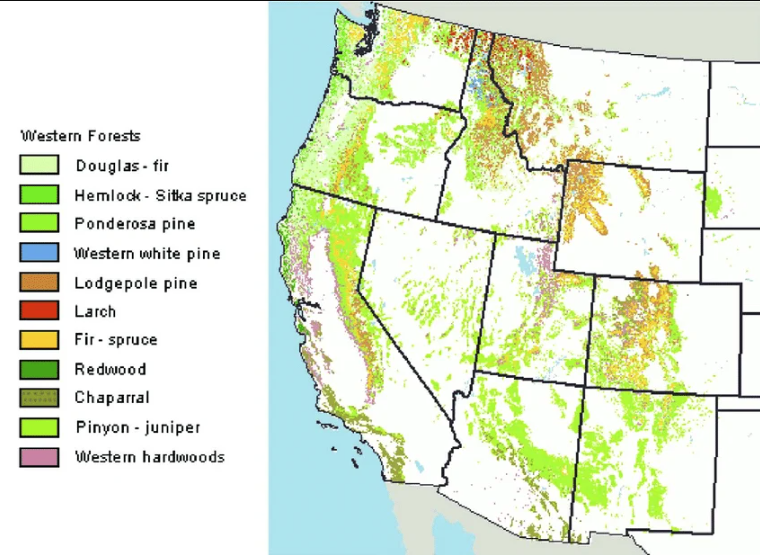 Western Forests
Douglas - fir
Hemlock - Sitka spruce
Ponderosa pine
Western white pine
Lodgepole pine
Larch
Fir - spruce
Redwood
Chaparral
Pinyon - juniper
Western hardwoods